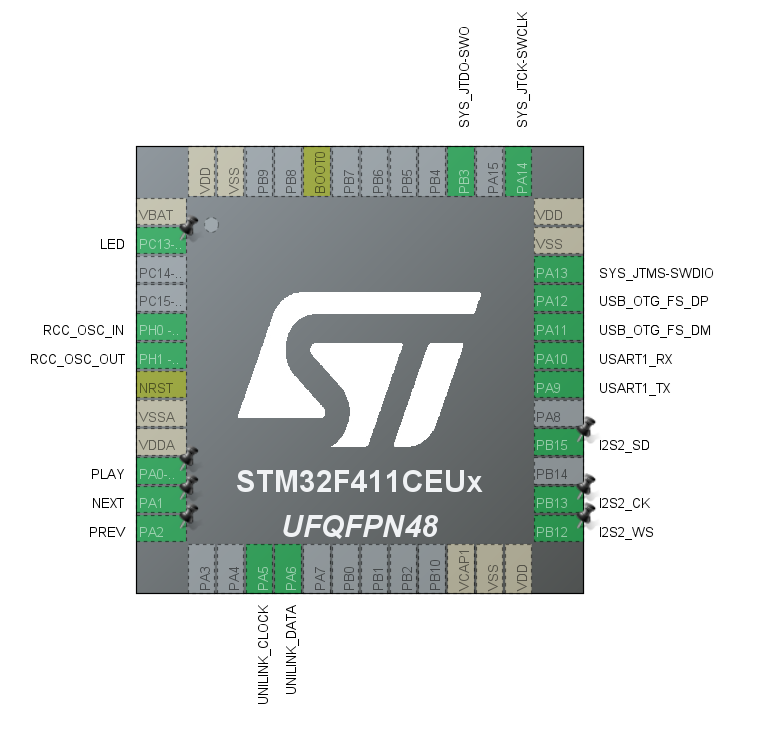 SYS_JTDO-SWO
SYS_JTCK-SWCLK
VDD
VSS
PB9
PB8
BOOT0
PB7
PB6
PB5
PB4
PB3
PA15
PA14
VBAT
LED
PC13-..
PC14-..
PC15-..
RCC_OSC_IN
PH0 -..
RCC_OSC_OUT
PH1 -..
NRST
VSSA
VDDA
PLAY
PA0-..
NEXT
PA1
PREV
PA2
VDD
VSS
PA13
SYS_JTMS-SWDIO
PA12
USB_OTG_FS_DP
PA11
USB_OTG_FS_DM
PA10
USART1_RX
PA9
USART1_TX
PA8
PB15
I2S2_SD
PB14
PB13
I2S2_CK
PB12
I2S2_WS
ST
STM32F411CEUx
UFQFPN48
PA3
PA4
PA5
PA6
PA7
PB0
PB1
PB2
PB10
VCAP1
VSS
VDD
UNILINK_CLOCK
UNILINK_DATA